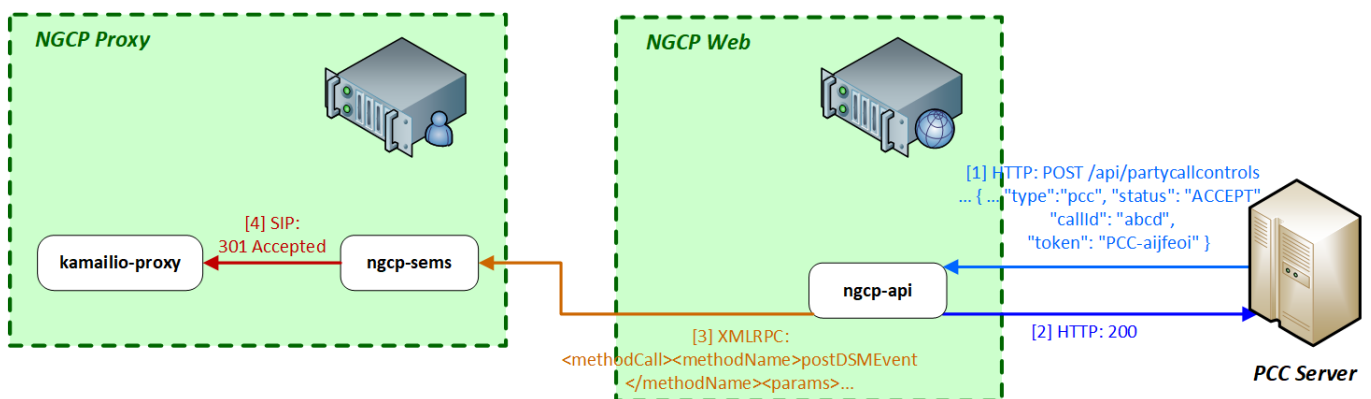 NGCP Proxy
NGCP Web
[1] HTTP: POST /api/partycallcontrols
... { ... "type":"pcc", "status": "ACCEPT"
"callId": "abcd",
"token": "PCC-aijfeoi" }
[4] SIP:
301 Accepted
kamailio-proxy
ngcp-sems
ngcp-api
[3] XMLRPC:
<methodCall><methodName>postDSMEvent
</methodName><params>...
[2] HTTP: 200
PCC Server